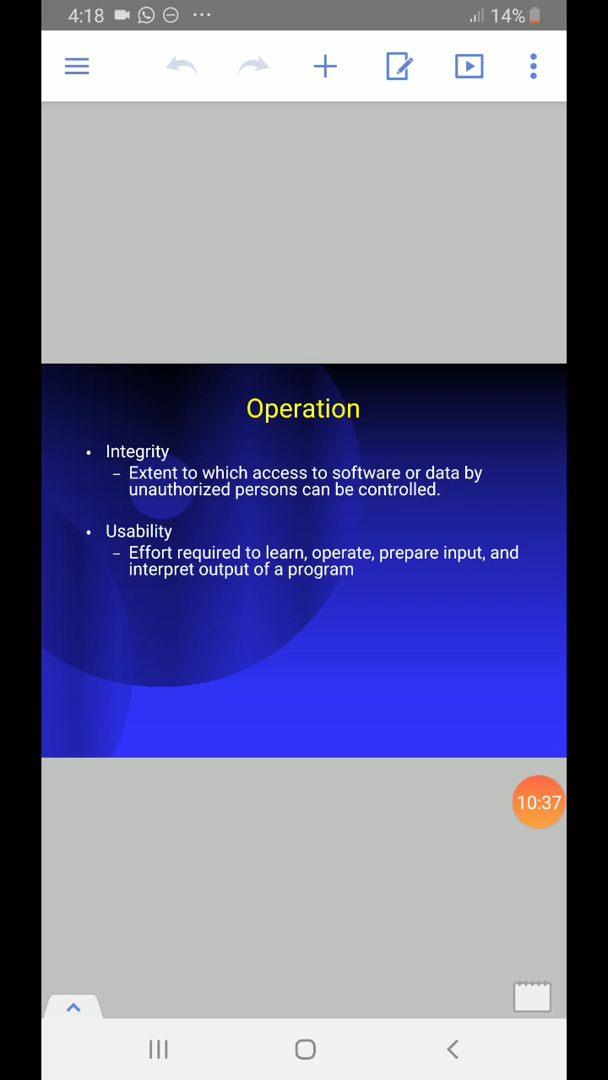 4:18 14%
Operation
• Integrity
– Extent to which access to software or data by
unauthorized persons can be controlled.
• Usability
– Effort required to learn, operate, prepare input, and
interpret output of a program
10:37